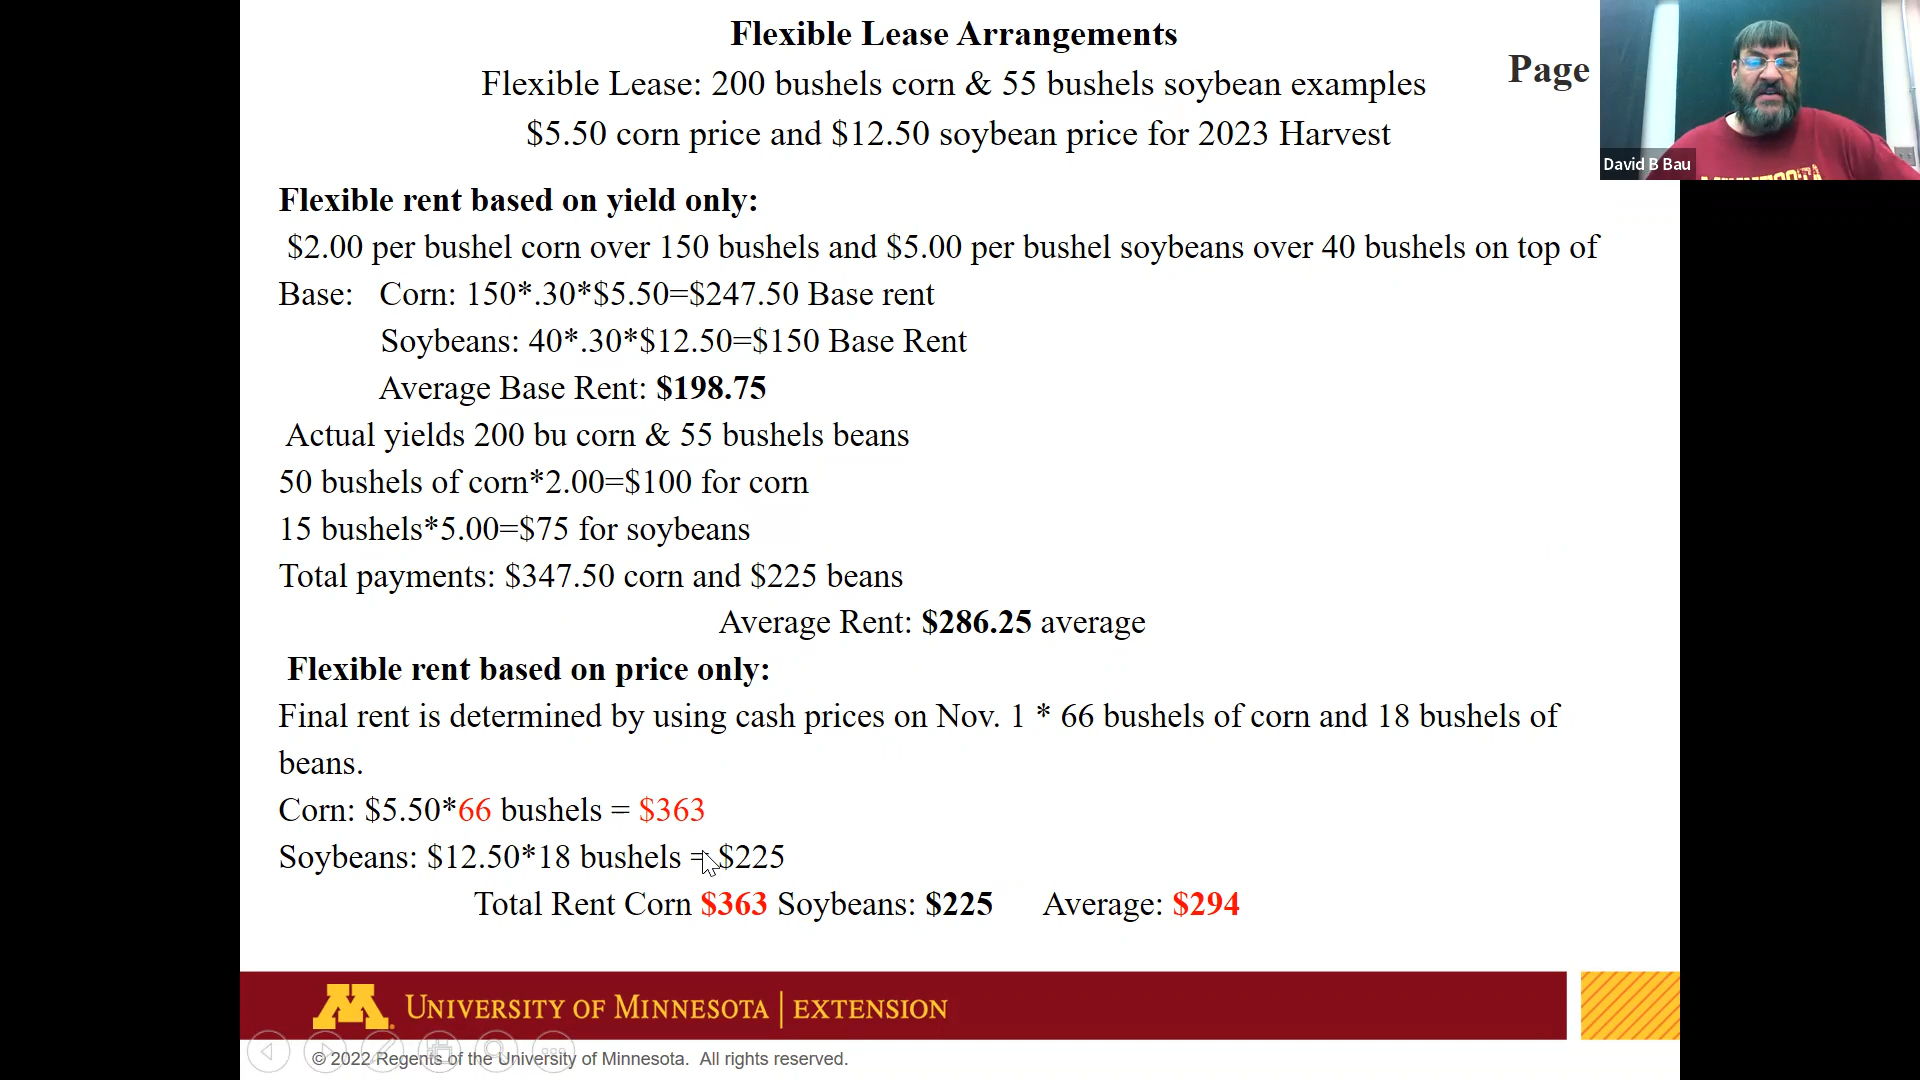 Flexible Lease Arrangements
Flexible Lease: 200 bushels corn & 55 bushels soybean examples
$5.50 corn price and $12.50 soybean price for 2023 Harvest
Page
David B Bau
Flexible rent based on yield only:
$2.00 per bushel corn over 150 bushels and $5.00 per bushel soybeans over 40 bushels on top of
Base: Corn: 150*.30*$5.50=$247.50 Base rent
Soybeans: 40*.30*$12.50=$150 Base Rent
Average Base Rent: $198.75
Actual yields 200 bu corn & 55 bushels beans
50 bushels of corn*2.00=$100 for corn
15 bushels*5.00=$75 for soybeans
Total payments: $347.50 corn and $225 beans
Average Rent: $286.25 average
Flexible rent based on price only:
Final rent is determined by using cash prices on Nov. 1 * 66 bushels of corn and 18 bushels of
beans.
Corn: $5.50*66 bushels = $363
Soybeans: $12.50*18 bushels = $225
Total Rent Corn $363 Soybeans: $225 Average: $294
UNIVERSITY OF MINNESOTA | EXTENSION
© 2022 Regents of the University of Minnesota. All rights reserved.